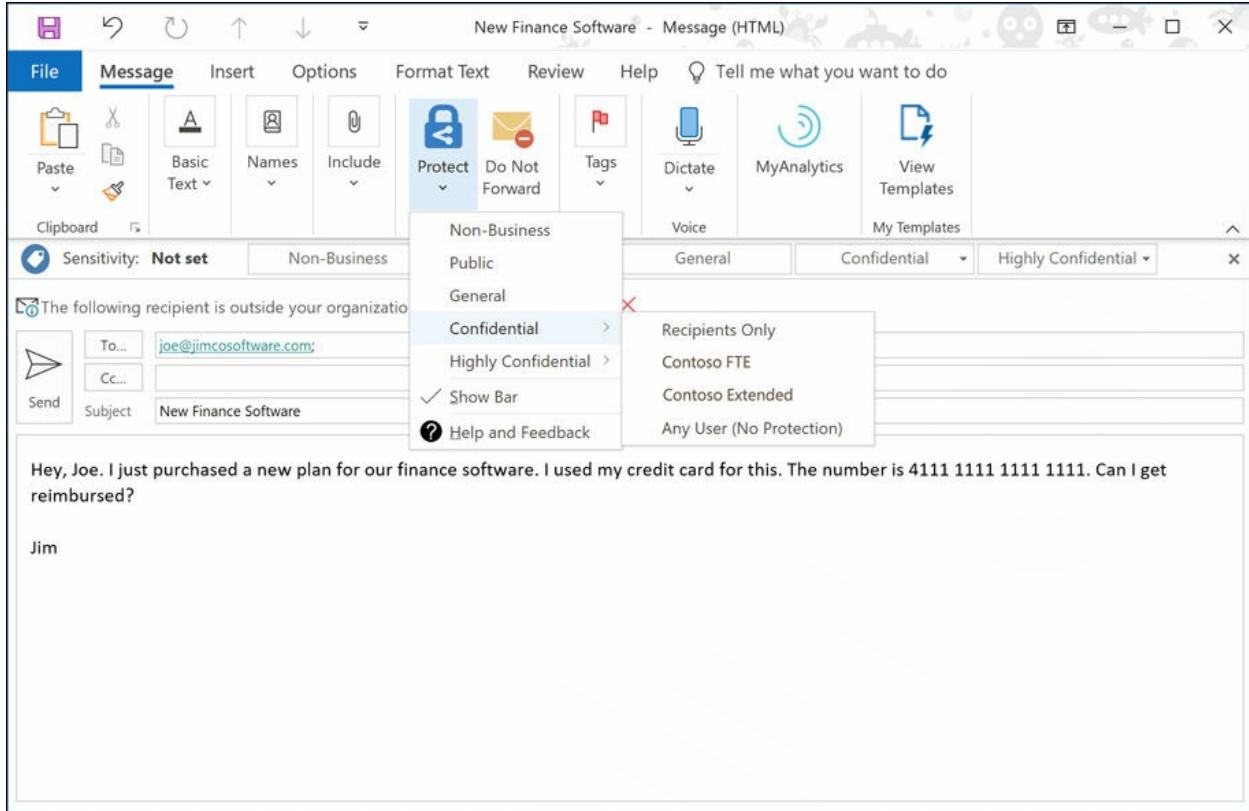 New Finance Software - Message (HTML)
File Message Insert Options Format Text Review Help Tell me what you want to do
Paste
Basic
Text
Names
Include
Protect
Do Not
Forward
Tags
Dictate
MyAnalytics
View
Templates
Clipboard
Voice
My Templates
Sensitivity: Not set Non-Business General Confidential Highly Confidential
Non-Business
Public
General
Confidential
Highly Confidential
Show Bar
Help and Feedback
Recipients Only
Contoso FTE
Contoso Extended
Any User (No Protection)
The following recipient is outside your organizatio
Send
To... joe@jimcosoftware.com;
Cc...
Subject New Finance Software
Hey, Joe. I just purchased a new plan for our finance software. I used my credit card for this. The number is 4111 1111 1111 1111. Can I get
reimbursed?
Jim